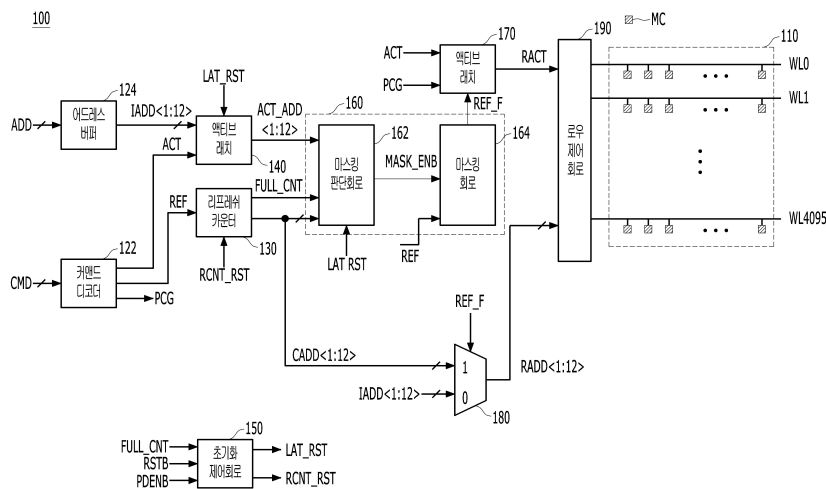 100
MC
190
110
170
ACT
액티브
래치
RACT
PCG
WL0
LAT_RST
124
REF_F
WL1
ADD
어드레스
버퍼
IADD<1:12>
액티브
래치
ACT_ADD
<1:12>
160
162
164
ACT
140
마스킹
판단회로
MASK_ENB
마스킹
회로
로우
제어
회로
FULL_CNT
REF
리프레쉬
카운터
WL4095
122
130
LAT RST
REF
CMD
커맨드
디코더
RCNT_RST
PCG
REF_F
CADD<1:12>
1
RADD<1:12>
IADD<1:12>
0
180
150
FULL_CNT
RSTB
PDENB
초기화
제어회로
LAT_RST
RCNT_RST